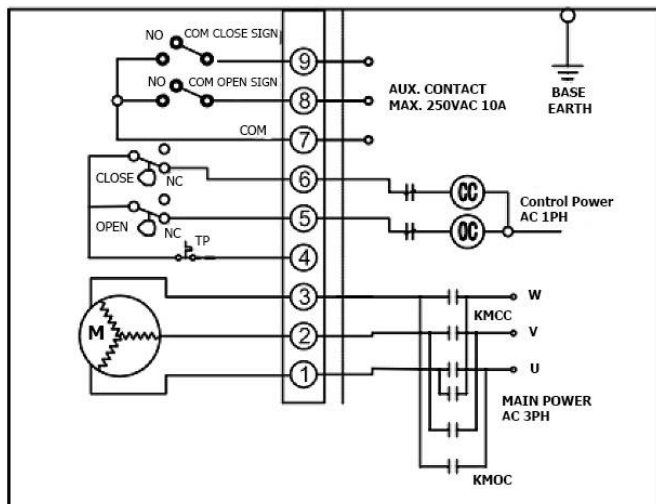 NO COM CLOSE SIGN
9
NO COM OPEN SIGN
8
AUX. CONTACT
MAX. 250VAC 10A
BASE
EARTH
COM
7
CLOSE
NC
6
CC
Control Power
AC 1PH
OPEN
NC
5
OC
TP
4
3
W
KMCC
M
2
V
1
U
MAIN POWER
AC 3PH
KMOC